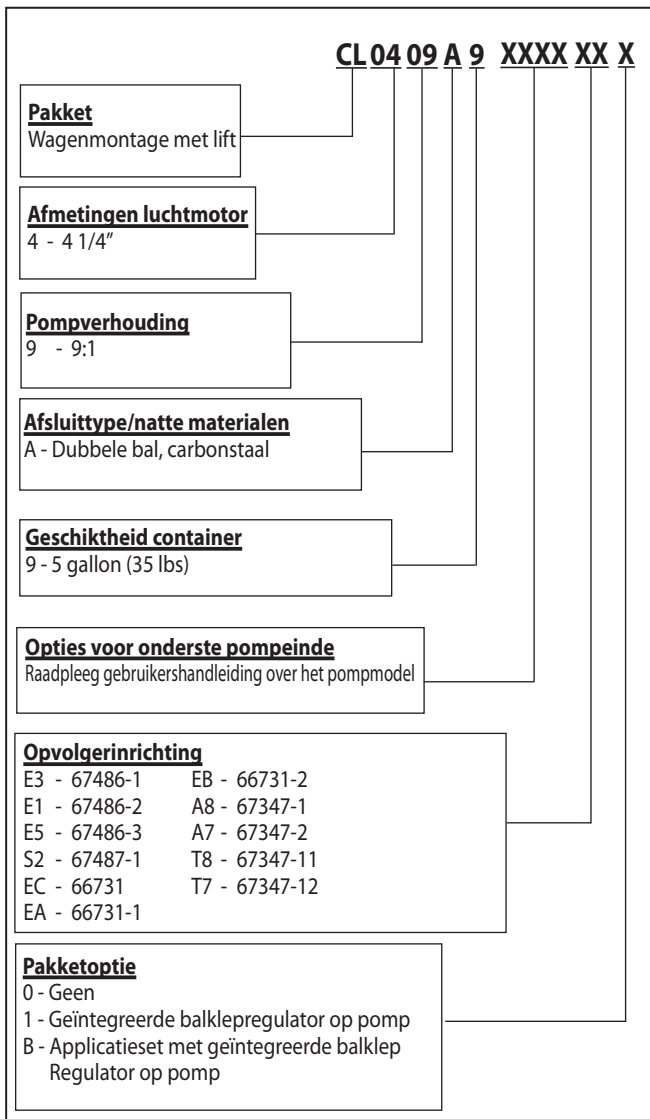 CL 04 09 A 9 XXXX XX X
Pakket
Wagenmontage met lift
Afmetingen luchtmotor
4 - 4 1/4"
Pompverhouding
9 - 9:1
Afsluittype/natte materialen
A - Dubbele bal, carbonstaal
Geschiktheid container
9 - 5 gallon (35 lbs)
Opties voor onderste pompeinde
Raadpleeg gebruikershandleiding over het pompmodel
Opvolgerinrichting
E3 - 67486-1 EB - 66731-2
E1 - 67486-2 A8 - 67347-1
E5 - 67486-3 A7 - 67347-2
S2 - 67487-1 T8 - 67347-11
EC - 66731 T7 - 67347-12
EA - 66731-1
Pakketoptie
0 - Geen
1 - Geïntegreerde balklepregulator op pomp
B - Applicatieset met geïntegreerde balklep
Regulator op pomp